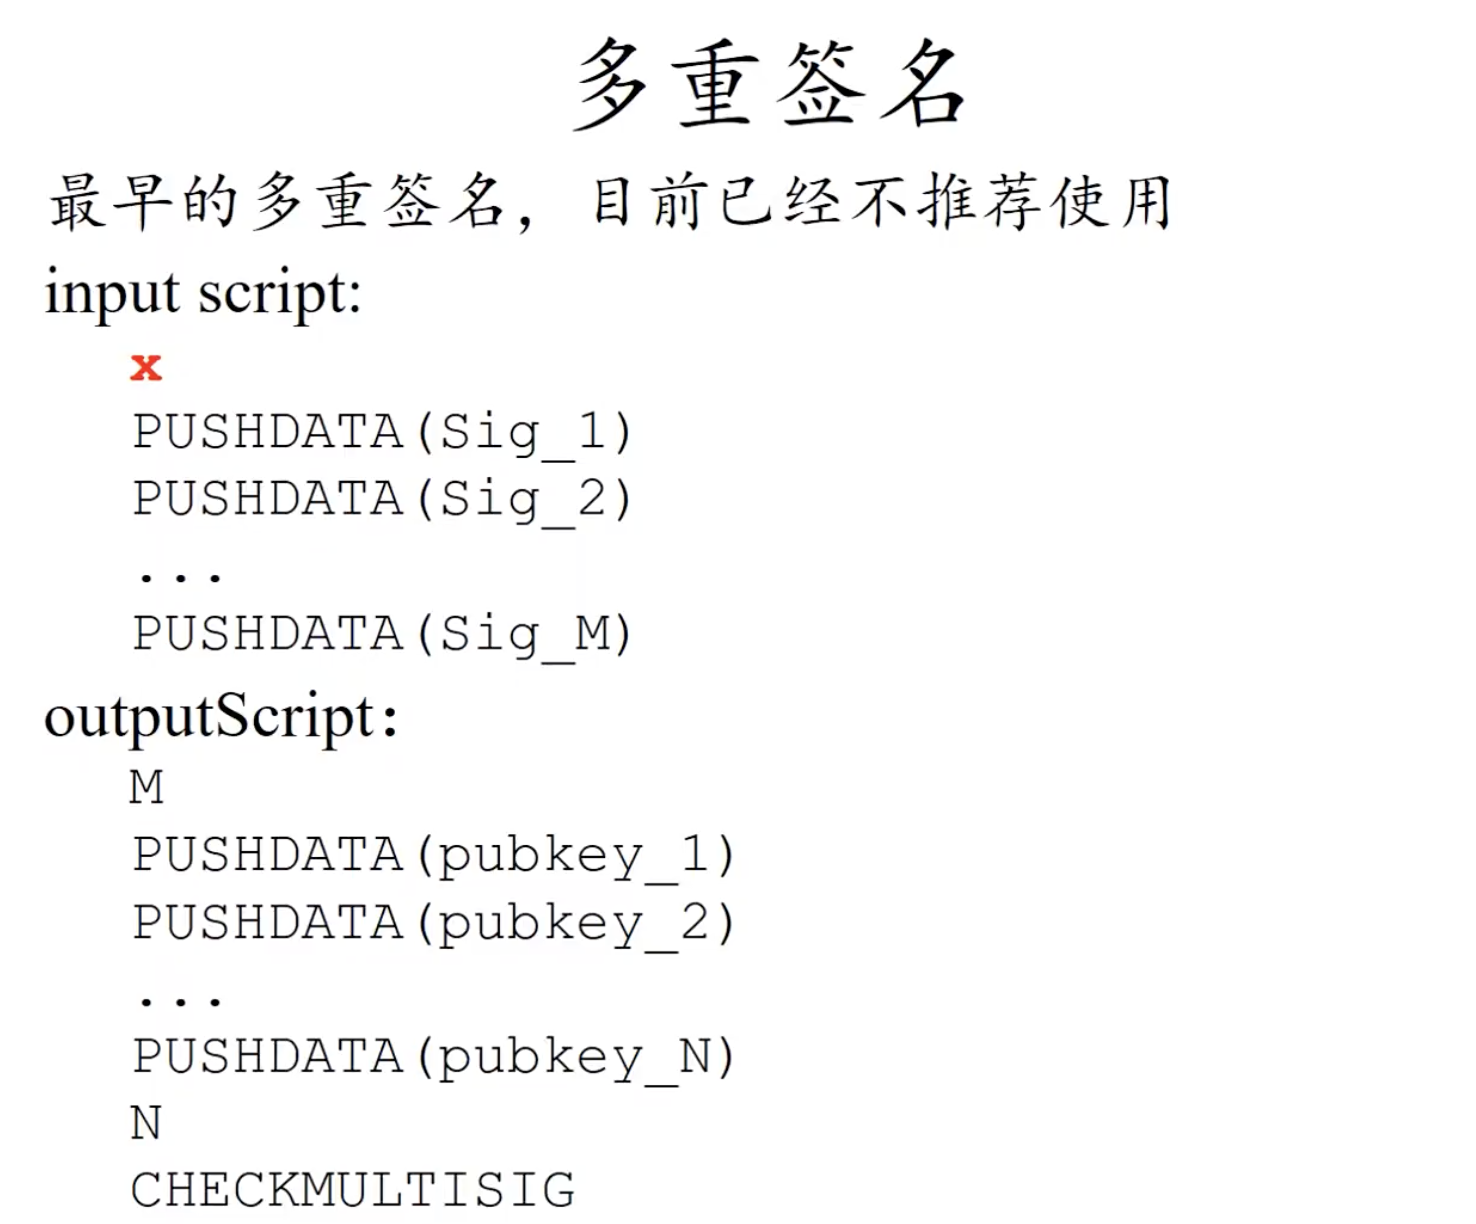 多重签名
最早的多重签名，目前已经不推荐使用
input script:
x
PUSHDATA(Sig_1)
PUSHDATA(Sig_2)
...
PUSHDATA(Sig_M)
outputScript:
M
PUSHDATA(pubkey_1)
PUSHDATA(pubkey_2)
...
PUSHDATA(pubkey_N)
N
CHECKMULTISIG